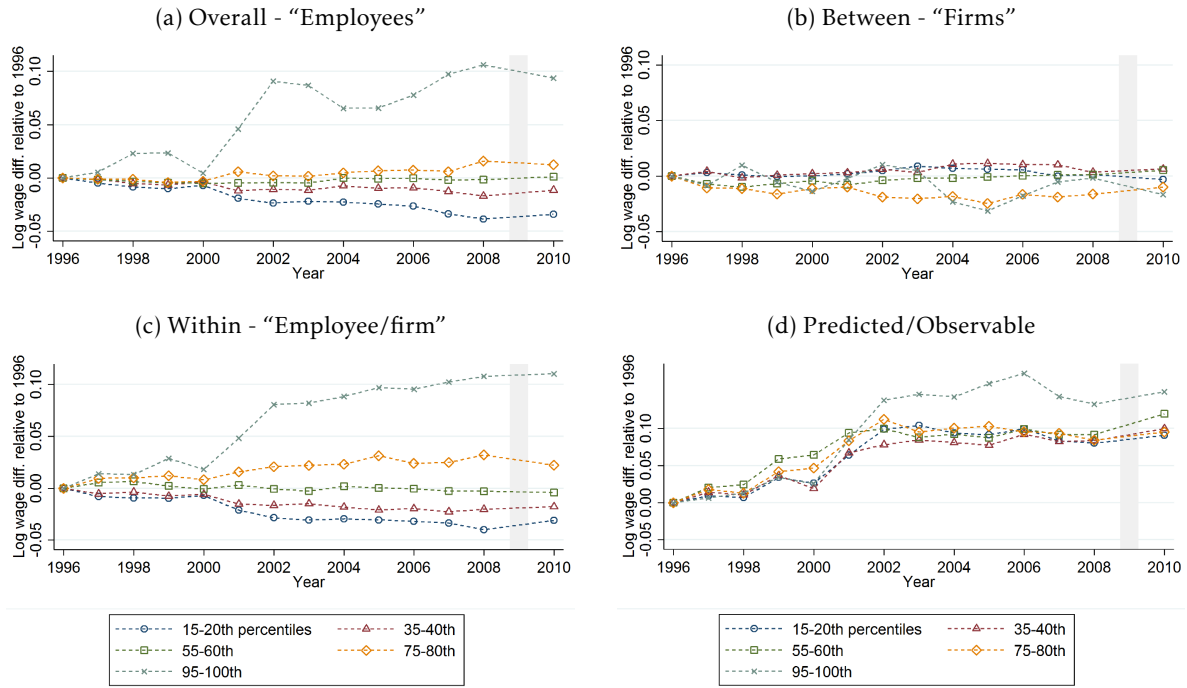 (a) Overall - “Employees”
Log wage diff. relative to 1996
0.10
0.05
0.00
-0.05
1996 1998 2000 2002 2004 2006 2008 2010
Year
(b) Between - “Firms”
Log wage diff. relative to 1996
0.10
0.05
0.00
-0.05
1996 1998 2000 2002 2004 2006 2008 2010
Year
(c) Within - “Employee/firm”
Log wage diff. relative to 1996
0.10
0.05
0.00
-0.05
1996 1998 2000 2002 2004 2006 2008 2010
Year
(d) Predicted/Observable
Log wage diff. relative to 1996
0.10
0.05
0.00
-0.05
1996 1998 2000 2002 2004 2006 2008 2010
Year
15-20th percentiles 35-40th
55-60th 75-80th
95-100th
15-20th percentiles 35-40th
55-60th 75-80th
95-100th